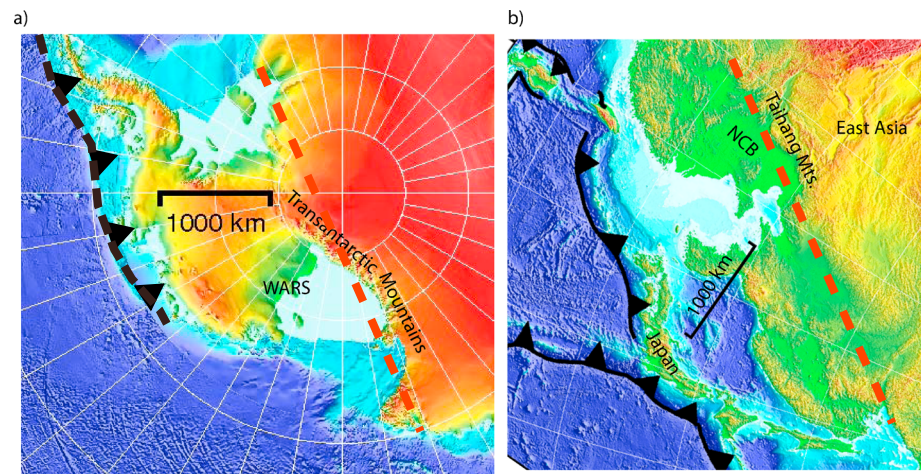 a)
1000 km
Transantarctic Mountains
WARS
b)
Taihang Mts.
NCB
East Asia
1000 km
Japan